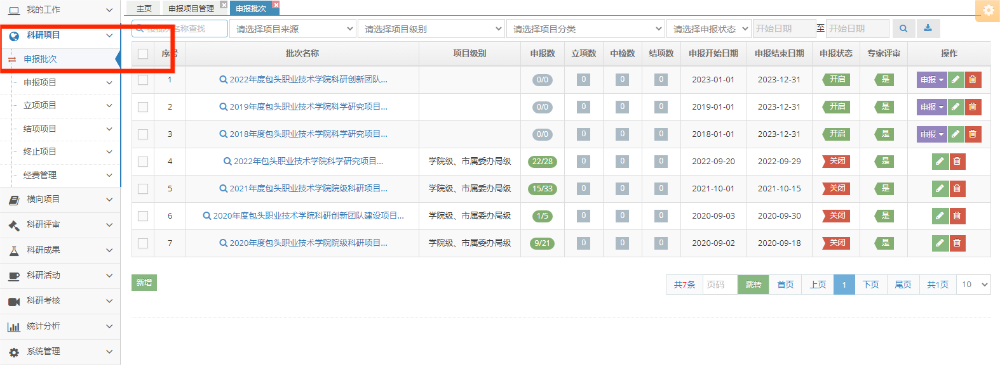 主页 申报项目管理 申报批次
按批次名称查找 请选择项目来源 请选择项目级别 请选择项目分类 请选择申报状态 开始日期 至 开始日期
我的工作
科研项目
申报批次
申报项目
立项项目
结项项目
终止项目
经费管理
横向项目
科研评审
科研成果
科研活动
科研考核
统计分析
系统管理
序号 批次名称 项目级别 申报数 立项数 中检数 结项数 申报开始日期 申报结束日期 申报状态 专家评审 操作
1 2022年度包头职业技术学院科研创新团队... 0/0 0 0 0 2023-01-01 2023-12-31 开启 是 申报
2 2019年度包头职业技术学院科学研究项目... 0/0 0 0 0 2019-01-01 2023-12-31 开启 是 申报
3 2018年度包头职业技术学院科学研究项目... 0/0 0 0 0 2018-01-01 2023-12-31 开启 是 申报
4 2022年包头职业技术学院科学研究项目... 学院级、市属委办局级 22/28 0 0 0 2022-09-20 2022-09-29 关闭 是
5 2021年度包头职业技术学院院级科研项目... 学院级、市属委办局级 15/33 0 0 0 2021-10-01 2021-10-15 关闭 是
6 2020年度包头职业技术学院科研创新团队建设项目... 学院级、市属委办局级 1/5 0 0 0 2020-09-03 2020-09-30 关闭 是
7 2020年度包头职业技术学院院级科研项目... 学院级、市属委办局级 9/21 0 0 0 2020-09-02 2020-09-18 关闭 是
新增 共7条 页码 跳转 首页 上页 1 下页 尾页 共1页 10